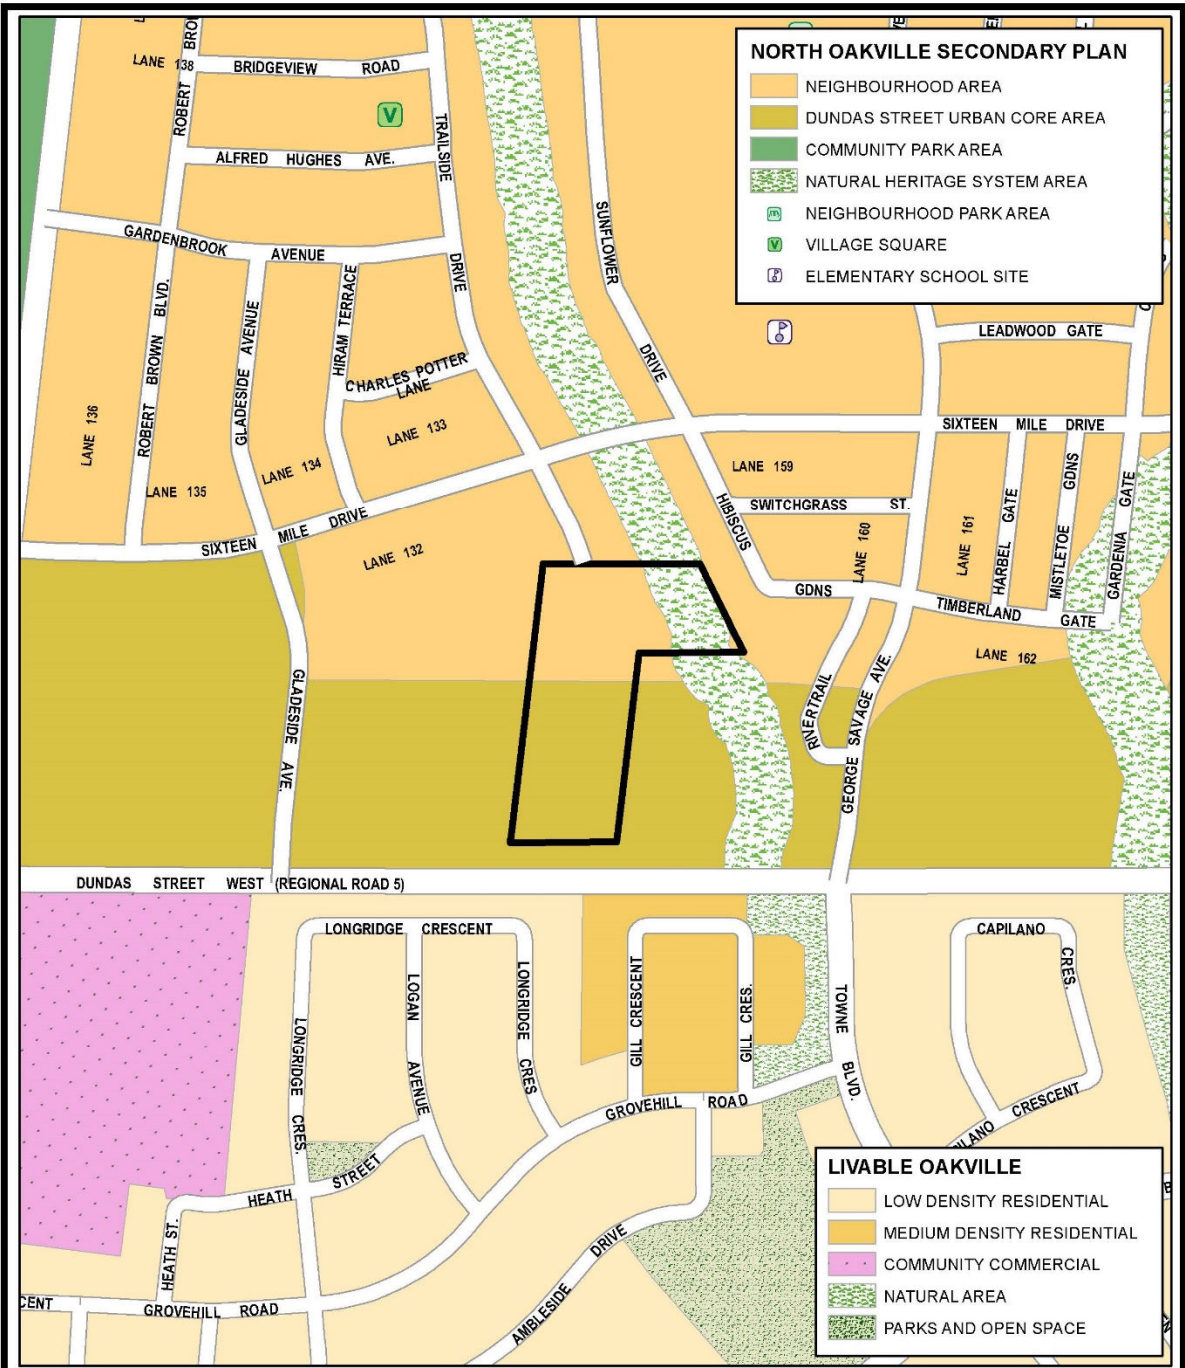 LANE 138
BRIDGEVIEW ROAD
ROBERT
TRAILSIDE
V
ALFRED HUGHES AVE.
GARDENBROOK AVENUE
DRIVE
SUNFLOWER
DRIVE
ROBERT BROWN BLVD.
GLADESIDE AVENUE
HIRAM TERRACE
CHARLES POTTER
LANE
LANE 136
LANE 133
LANE 134
LANE 135
SIXTEEN MILE DRIVE
LANE 132
NORTH OAKVILLE SECONDARY PLAN
NEIGHBOURHOOD AREA
DUNDAS STREET URBAN CORE AREA
COMMUNITY PARK AREA
NATURAL HERITAGE SYSTEM AREA
NEIGHBOURHOOD PARK AREA
V
VILLAGE SQUARE
ELEMENTARY SCHOOL SITE
LEADWOOD GATE
SIXTEEN MILE DRIVE
LANE 159
SWITCHGRASS ST.
HIBISCUS
GDNS
LANE 160
LANE 161
HARBEL GATE
MISTLETOE GDNS
GARDENIA GATE
TIMBERLAND GATE
LANE 162
RIVERTRAIL
GEORGE SAVAGE AVE.
GLADESIDE AVE.
DUNDAS STREET WEST (REGIONAL ROAD 5)
LONGRIDGE CRESCENT
LOGAN AVENUE
LONGRIDGE CRES
LONGRIDGE CRES.
GILL CRESCENT
GILL CRES.
TOWNE BLVD.
CAPILANO
CRES.
GROVEHILL ROAD
CRESCENT
HEATH STREET
HEATH ST.
GROVEHILL ROAD
AMBLESIDE DRIVE
LIVABLE OAKVILLE
LOW DENSITY RESIDENTIAL
MEDIUM DENSITY RESIDENTIAL
COMMUNITY COMMERCIAL
NATURAL AREA
PARKS AND OPEN SPACE